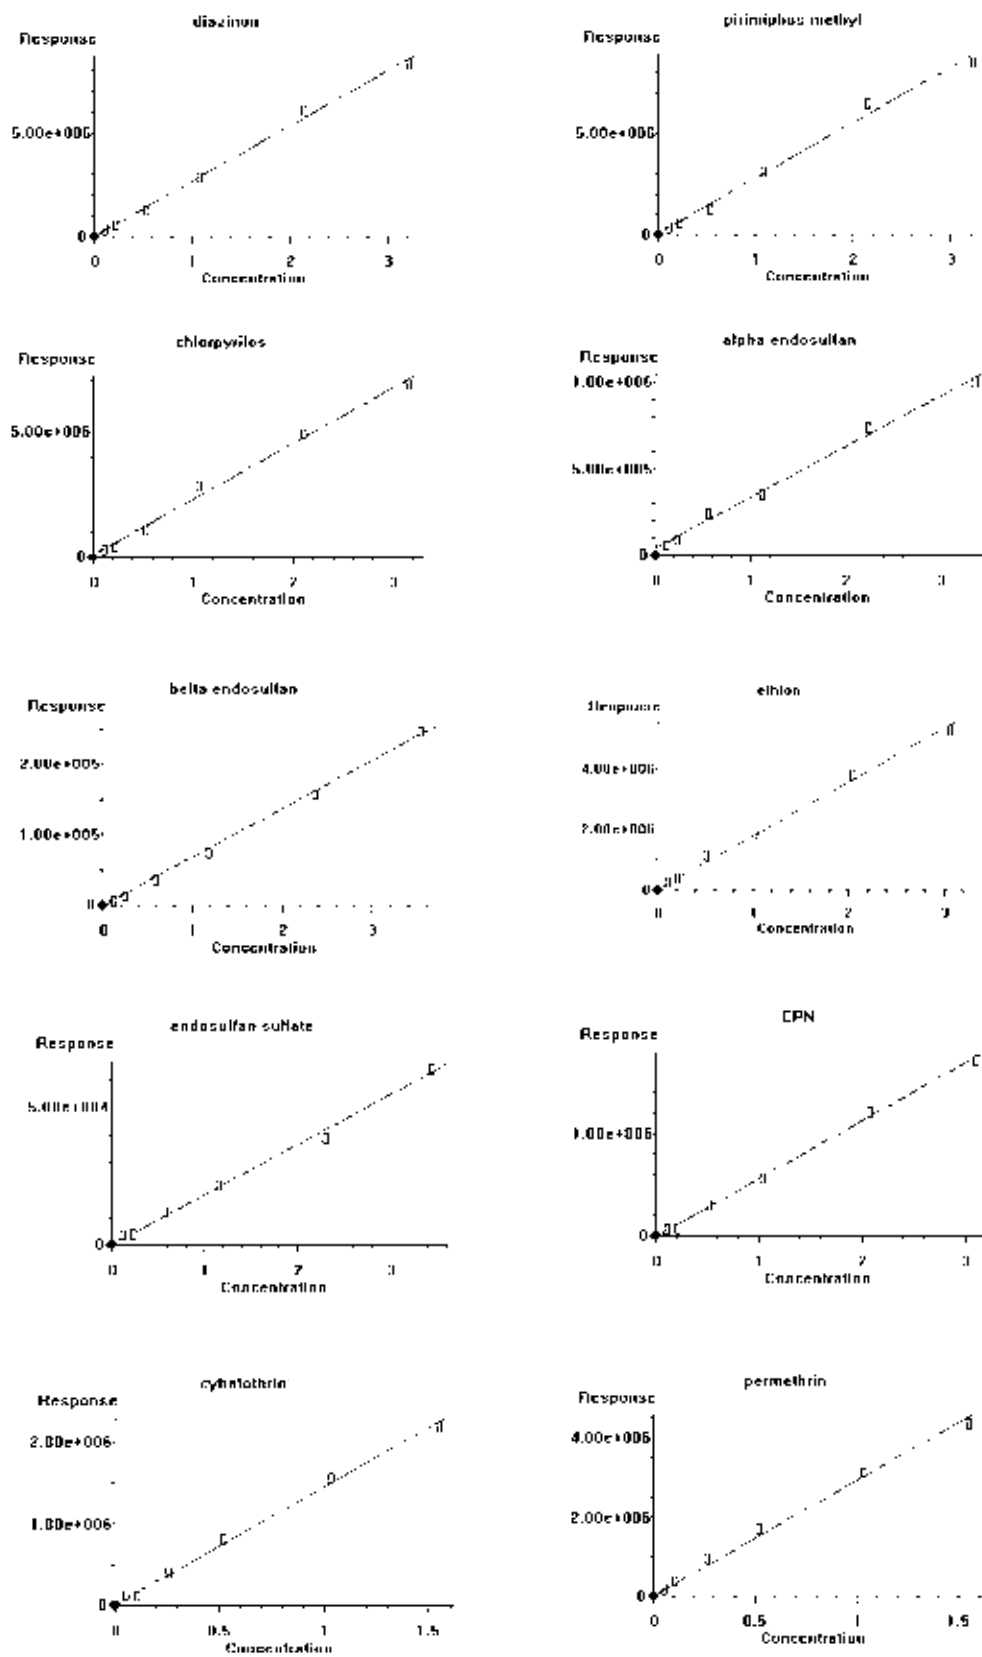 diazinon
Response
5.00e+006
0
0 1 2 3
Concentration
pirimiphos methyl
Response
5.00e+006
0
0 1 2 3
Concentration
chlorpyrifos
Response
5.00e+006
0
0 1 2 3
Concentration
alpha endosulfan
Response
1.00e+006
5.00e+005
0
0 1 2 3
Concentration
beta endosulfan
Response
2.00e+005
1.00e+005
0
0 1 2 3
Concentration
ethion
Response
4.00e+006
2.00e+006
0
0 1 2 3
Concentration
endosulfan sulfate
Response
5.00e+004
0
0 1 2 3
Concentration
EPN
Response
1.00e+006
0
0 1 2 3
Concentration
cyhalothrin
Response
2.00e+006
1.00e+006
0
0 0.5 1 1.5
Concentration
permethrin
Response
4.00e+006
2.00e+006
0
0 0.5 1 1.5
Concentration